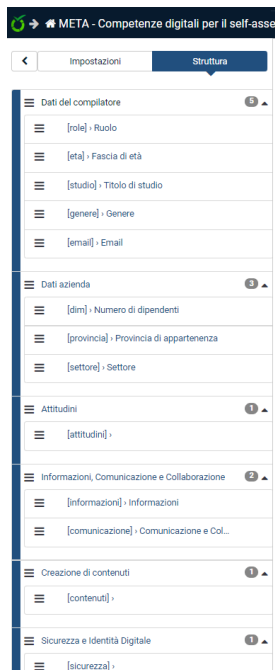 META - Competenze digitali per il self-asse
Impostazioni
Struttura
Dati del compilatore 5
[role] › Ruolo
[eta] › Fascia di età
[studio] › Titolo di studio
[genere] › Genere
[email] › Email
Dati azienda 3
[dim] › Numero di dipendenti
[provincia] › Provincia di appartenenza
[settore] › Settore
Attitudini 1
[attitudini] ›
Informazioni, Comunicazione e Collaborazione 2
[informazioni] › Informazioni
[comunicazione] › Comunicazione e Col...
Creazione di contenuti 1
[contenuti] ›
Sicurezza e Identità Digitale 1
[sicurezza] ›